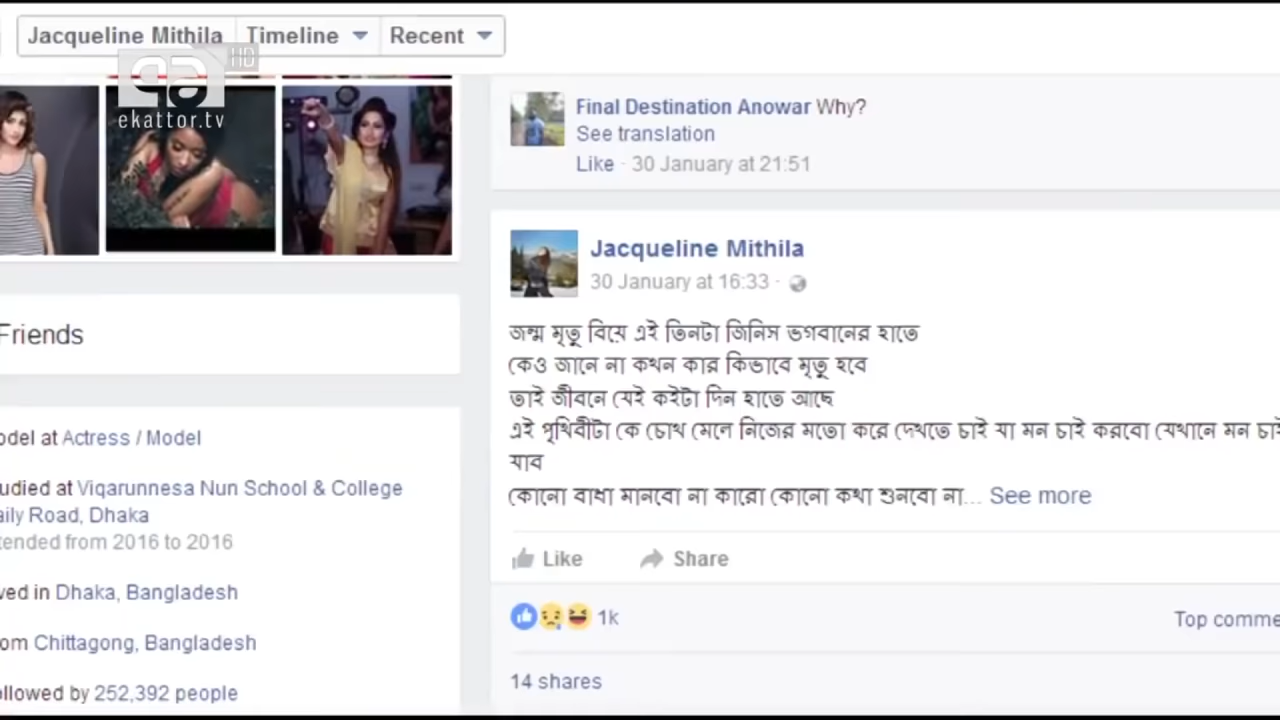 Jacqueline Mithila Timeline Recent
HD
ekattor.tv
Final Destination Anowar Why?
See translation
Like · 30 January at 21:51
Jacqueline Mithila
30 January at 16:33 ·
জন্ম মৃত্যু বিয়ে এই তিনটা জিনিস ভগবানের হাতে
কেও জানে না কখন কার কিভাবে মৃত্যু হবে
তাই জীবনে যেই কইটা দিন হাতে আছে
এই পৃথিবীটা কে চোখ মেলে নিজের মতো করে দেখতে চাই যা মন চাই করবো যেখানে মন চাই
যাব
কোনো বাধা মানবো না কারো কোনো কথা শুনবো না... See more
Like Share
1k
Top comme
14 shares
Friends
odel at Actress / Model
udied at Viqarunnesa Nun School & College
aily Road, Dhaka
tended from 2016 to 2016
ved in Dhaka, Bangladesh
om Chittagong, Bangladesh
ollowed by 252,392 people